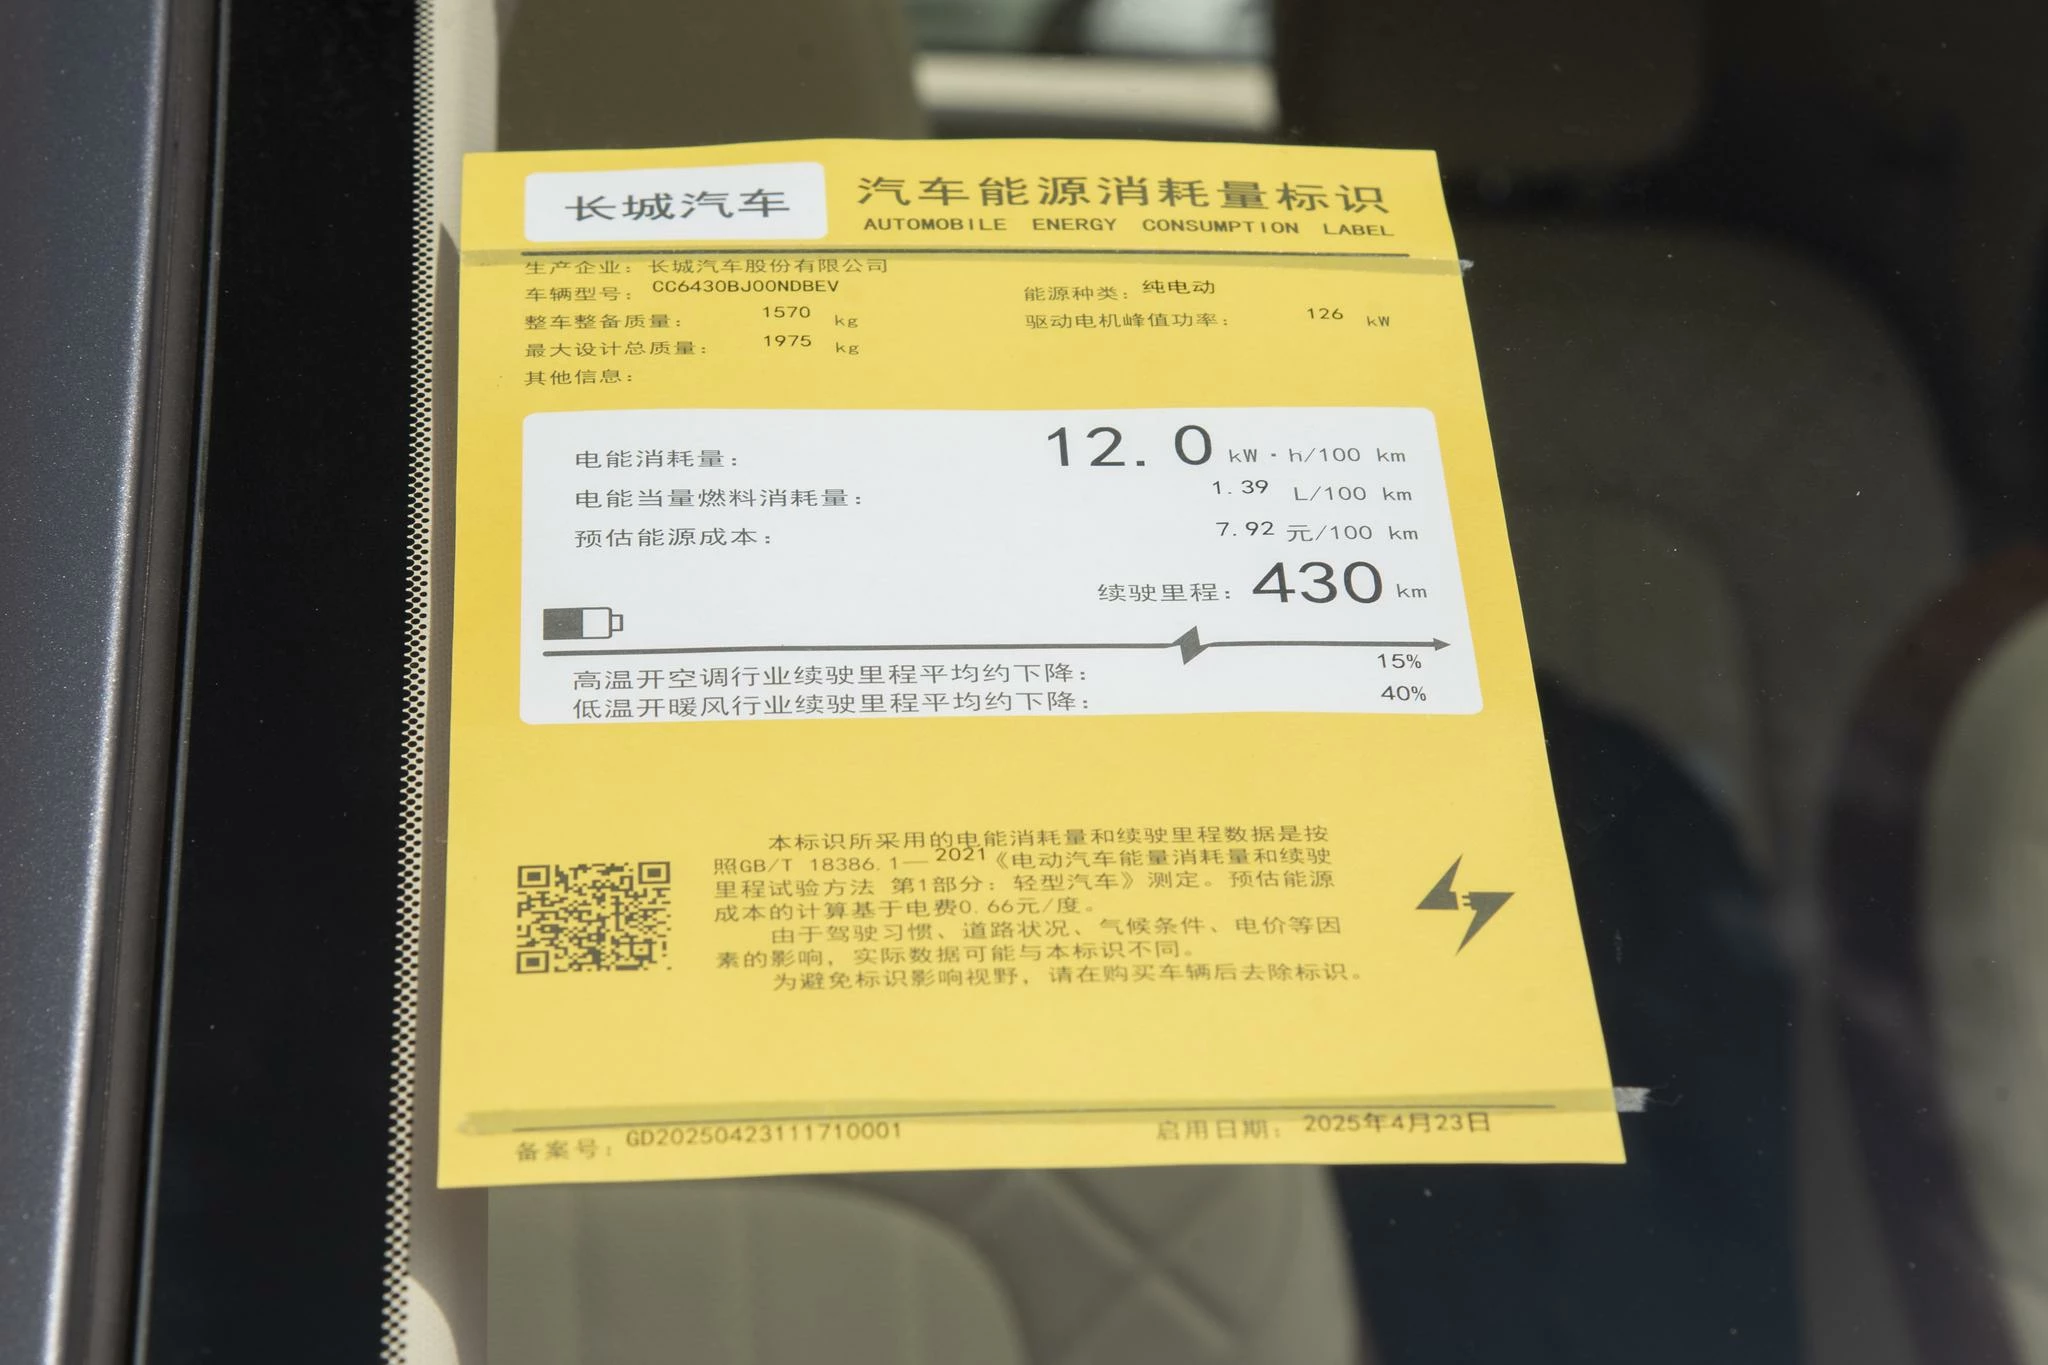 长城汽车
汽车能源消耗量标识
AUTOMOBILE ENERGY CONSUMPTION LABEL
生产企业：长城汽车股份有限公司
车辆型号：CC6430BJ00NDBEV 能源种类：纯电动
整车整备质量：1570 kg 驱动电机峰值功率：126 kW
最大设计总质量：1975 kg
其他信息：
电能消耗量：12.0 kW·h/100 km
电能当量燃料消耗量：1.39 L/100 km
预估能源成本：7.92 元/100 km
续驶里程：430 km
高温开空调行业续驶里程平均约下降：15%
低温开暖风行业续驶里程平均约下降：40%
本标识所采用的电能消耗量和续驶里程数据是按
照GB/T 18386.1—2021《电动汽车能量消耗量和续驶
里程试验方法 第1部分：轻型汽车》测定。预估能源
成本的计算基于电费0.66元/度。
由于驾驶习惯、道路状况、气候条件、电价等因
素的影响，实际数据可能与本标识不同。
为避免标识影响视野，请在购买车辆后去除标识。
备案号：GD20250423111710001 启用日期：2025年4月23日